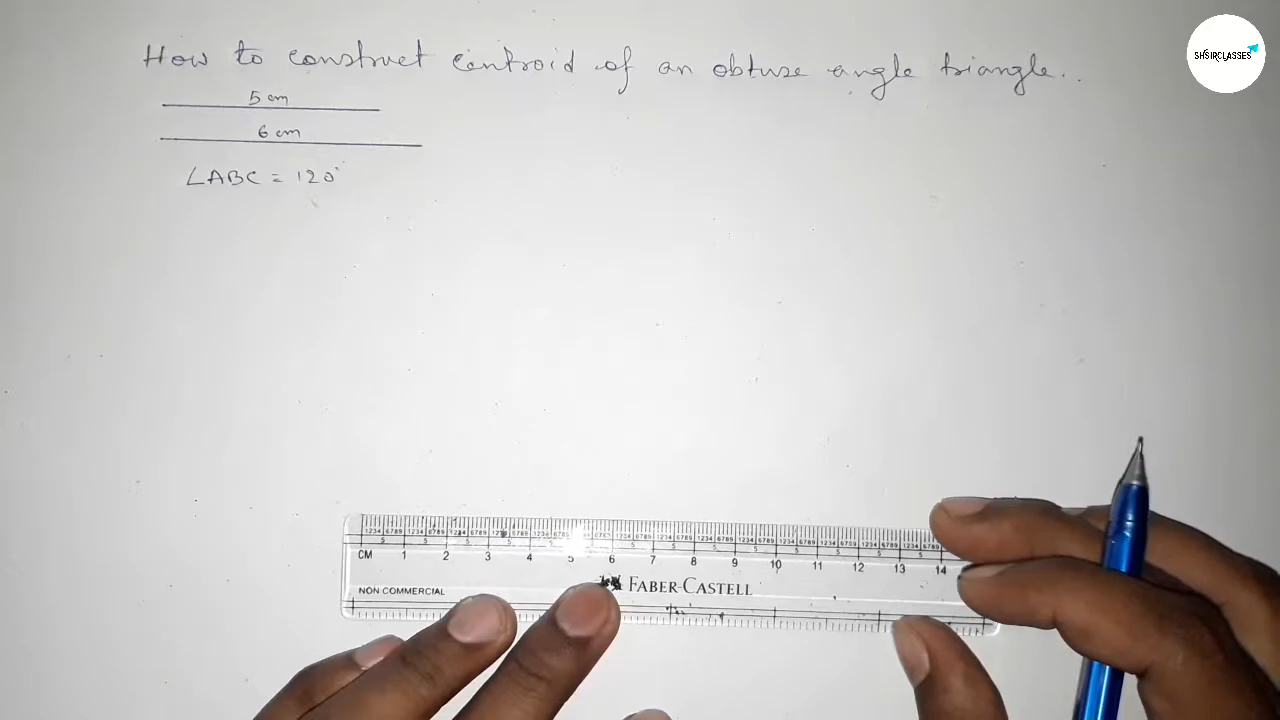 How to construct centroid of an obtuse angle triangle..
SHSIRCLASSES
5 cm
6 cm
∠ABC = 120°
CM 1 2 3 4 5 6 7 8 9 10 11 12 13 14
FABER-CASTELL
NON COMMERCIAL